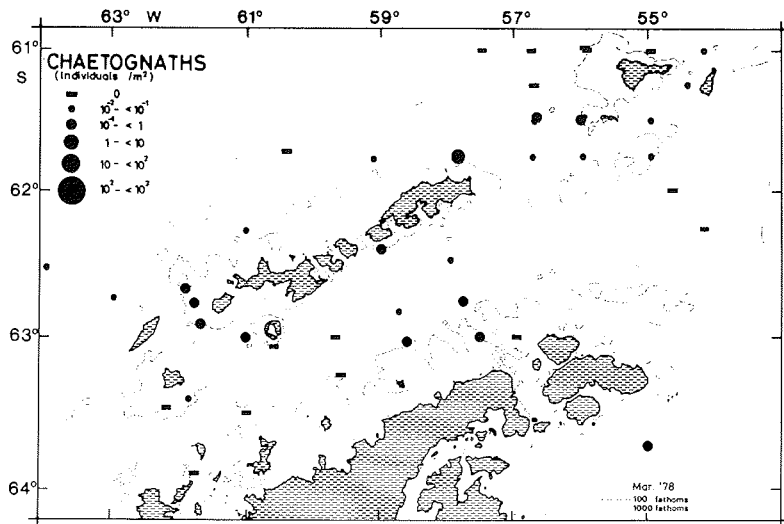 63° W 61° 59° 57° 55°
61°
S
CHAETOGNATHS
(Individuals /m²)
0
10⁻² - <10⁻¹
10⁻¹ - < 1
1 - <10
10 - <10²
10² - <10²
62°
63°
64°
Mar. '78
100 fathoms
1000 fathoms